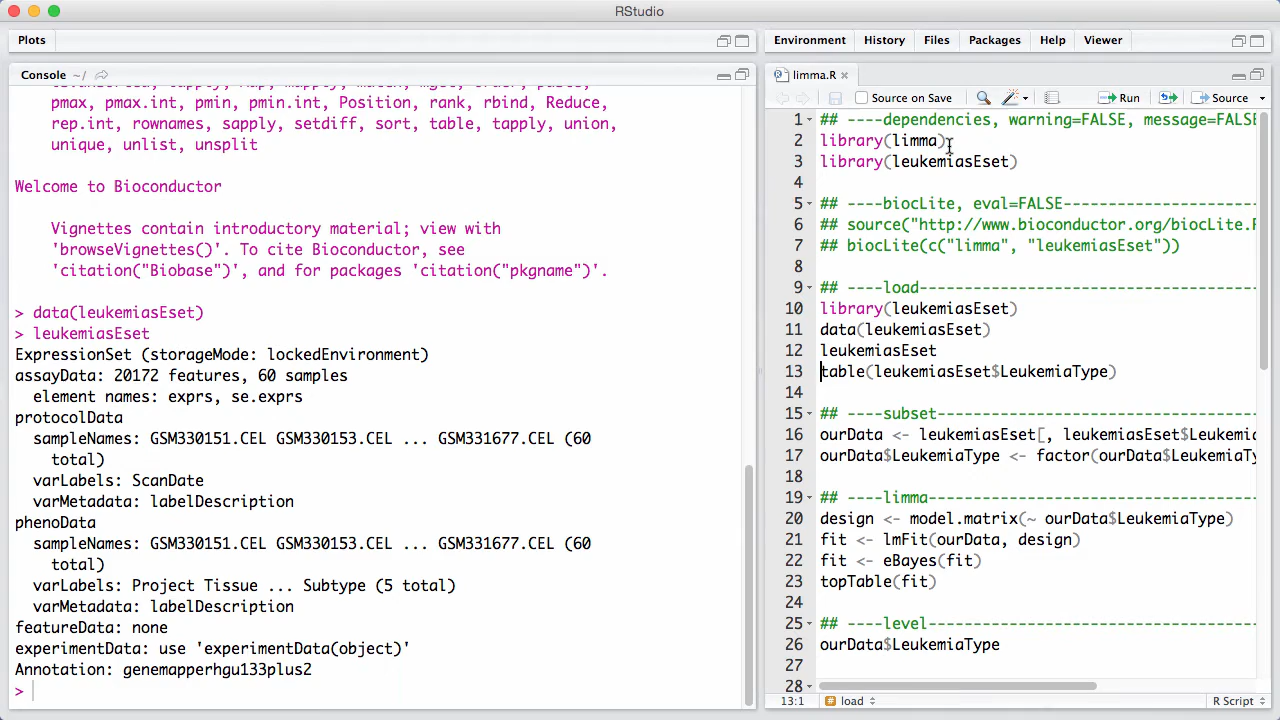 RStudio
Plots
Console ~/
pmax, pmax.int, pmin, pmin.int, Position, rank, rbind, Reduce,
rep.int, rownames, sapply, setdiff, sort, table, tapply, union,
unique, unlist, unsplit
Welcome to Bioconductor
Vignettes contain introductory material; view with
'browseVignettes()'. To cite Bioconductor, see
'citation("Biobase")', and for packages 'citation("pkgname")'.
> data(leukemiasEset)
> leukemiasEset
ExpressionSet (storageMode: lockedEnvironment)
assayData: 20172 features, 60 samples
element names: exprs, se.exprs
protocolData
sampleNames: GSM330151.CEL GSM330153.CEL ... GSM331677.CEL (60
total)
varLabels: ScanDate
varMetadata: labelDescription
phenoData
sampleNames: GSM330151.CEL GSM330153.CEL ... GSM331677.CEL (60
total)
varLabels: Project Tissue ... Subtype (5 total)
varMetadata: labelDescription
featureData: none
experimentData: use 'experimentData(object)'
Annotation: genemapperhgu133plus2
>
Environment History Files Packages Help Viewer
limma.R
Source on Save Run Source
1 ## ----dependencies, warning=FALSE, message=FALSE
2 library(limma)
3 library(leukemiasEset)
4
5 ## ----biocLite, eval=FALSE------------------------
6 ## source("http://www.bioconductor.org/biocLite.R
7 ## biocLite(c("limma", "leukemiasEset"))
8
9 ## ----load----------------------------------------
10 library(leukemiasEset)
11 data(leukemiasEset)
12 leukemiasEset
13 table(leukemiasEset$LeukemiaType)
14
15 ## ----subset--------------------------------------
16 ourData <- leukemiasEset[, leukemiasEset$Leukemia
17 ourData$LeukemiaType <- factor(ourData$LeukemiaTy
18
19 ## ----limma---------------------------------------
20 design <- model.matrix(~ ourData$LeukemiaType)
21 fit <- lmFit(ourData, design)
22 fit <- eBayes(fit)
23 topTable(fit)
24
25 ## ----level---------------------------------------
26 ourData$LeukemiaType
27
28
13:1 load R Script